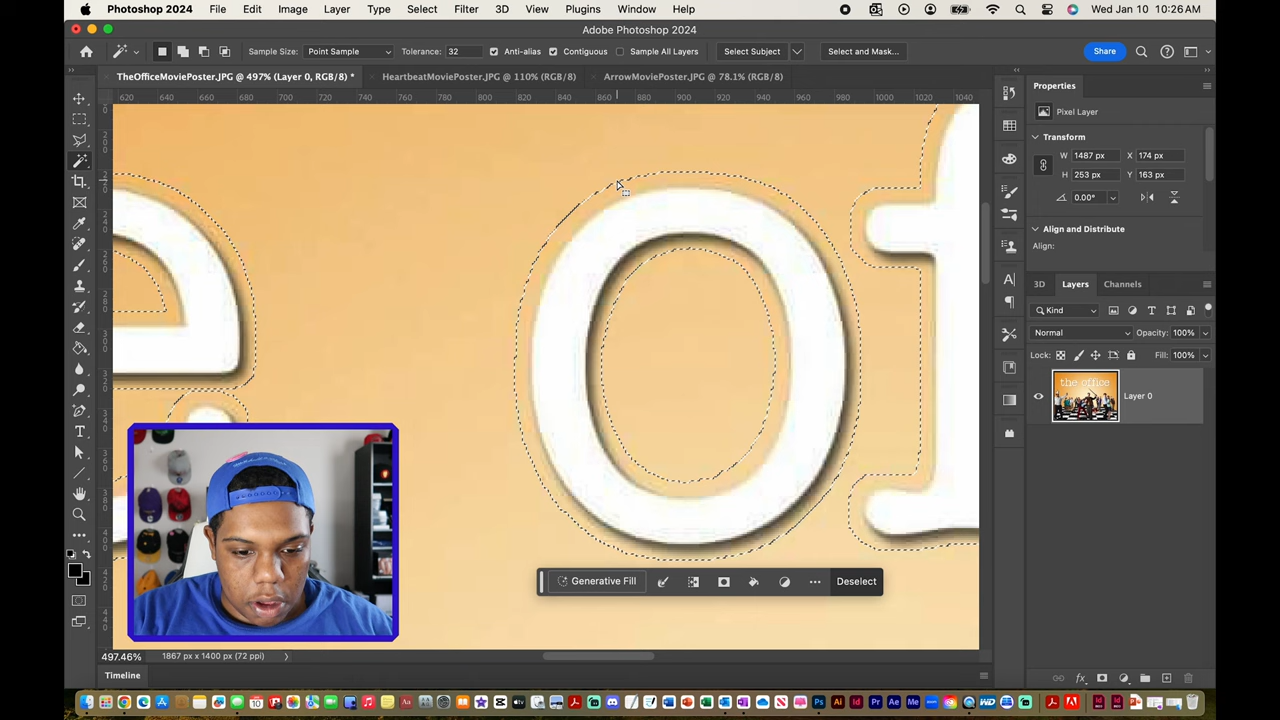 Photoshop 2024 File Edit Image Layer Type Select Filter 3D View Plugins Window Help Wed Jan 10 10:26 AM
Adobe Photoshop 2024
Sample Size: Point Sample Tolerance: 32 Anti-alias Contiguous Sample All Layers Select Subject Select and Mask... Share
TheOfficeMoviePoster.JPG @ 497% (Layer 0, RGB/8) * HeartbeatMoviePoster.JPG @ 110% (RGB/8) ArrowMoviePoster.JPG @ 78.1% (RGB/8)
620 640 660 680 700 720 740 760 780 800 820 840 860 880 900 920 940 960 980 1000 1020 1040
Properties
Pixel Layer
Transform
W 1487 px X 174 px
H 253 px Y 163 px
0.00°
Align and Distribute
Align:
3D Layers Channels
Kind
Normal Opacity: 100%
Lock: Fill: 100%
the office
Layer 0
Generative Fill Deselect
497.46% 1867 px x 1400 px (72 ppi)
Timeline